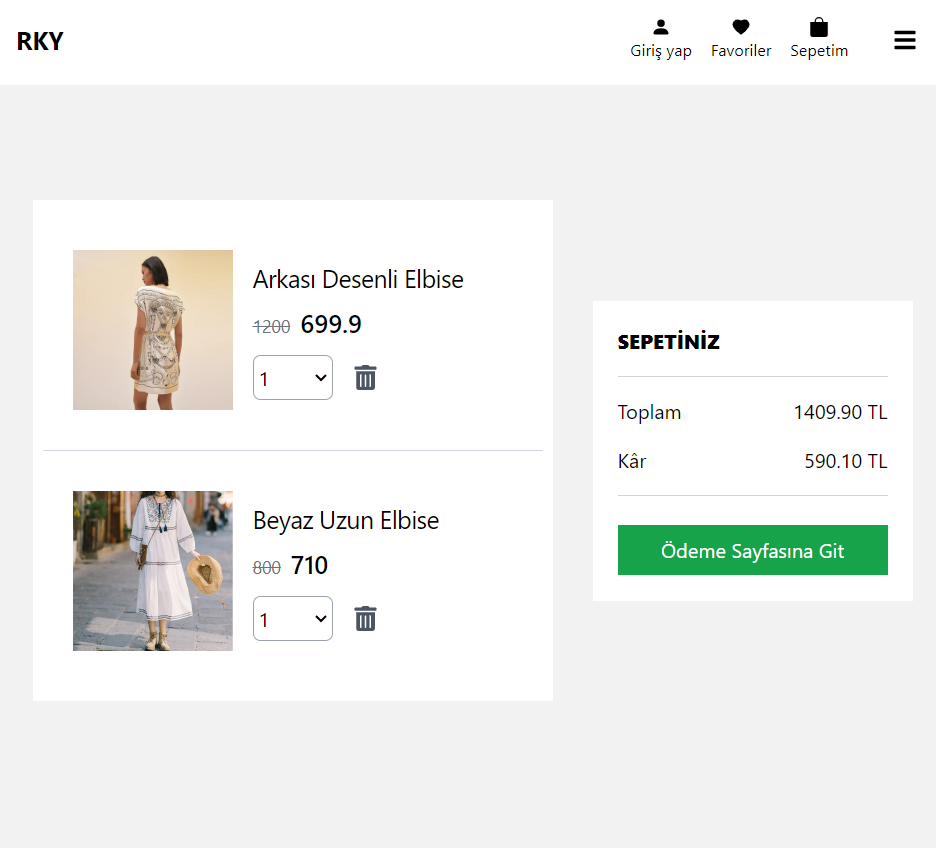 RKY
Giriş yap
Favoriler
Sepetim
Arkası Desenli Elbise
1200 699.9
1
Beyaz Uzun Elbise
800 710
1
SEPETİNİZ
Toplam 1409.90 TL
Kâr 590.10 TL
Ödeme Sayfasına Git